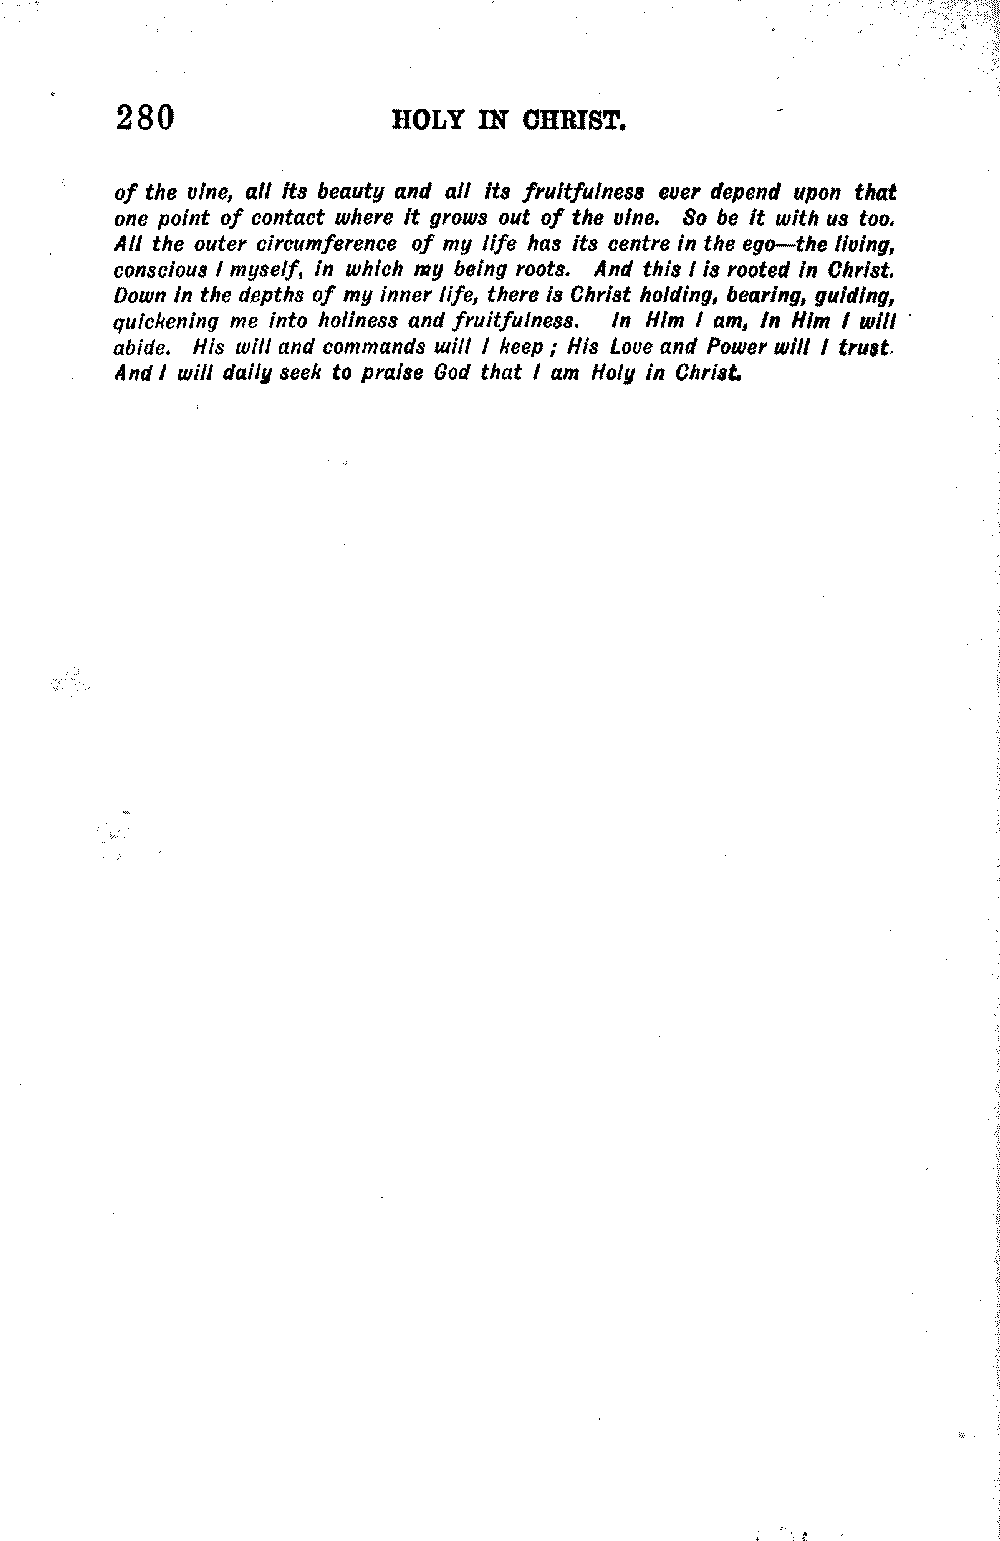 280 HOLY IN CHRIST.
of the vine, all its beauty and all its fruitfulness ever depend upon that
one point of contact where it grows out of the vine. So be it with us too.
All the outer circumference of my life has its centre in the ego—the living,
conscious I myself, in which my being roots. And this I is rooted in Christ.
Down in the depths of my inner life, there is Christ holding, bearing, guiding,
quickening me into holiness and fruitfulness. In Him I am, in Him I will
abide. His will and commands will I keep ; His Love and Power will I trust.
And I will daily seek to praise God that I am Holy in Christ.